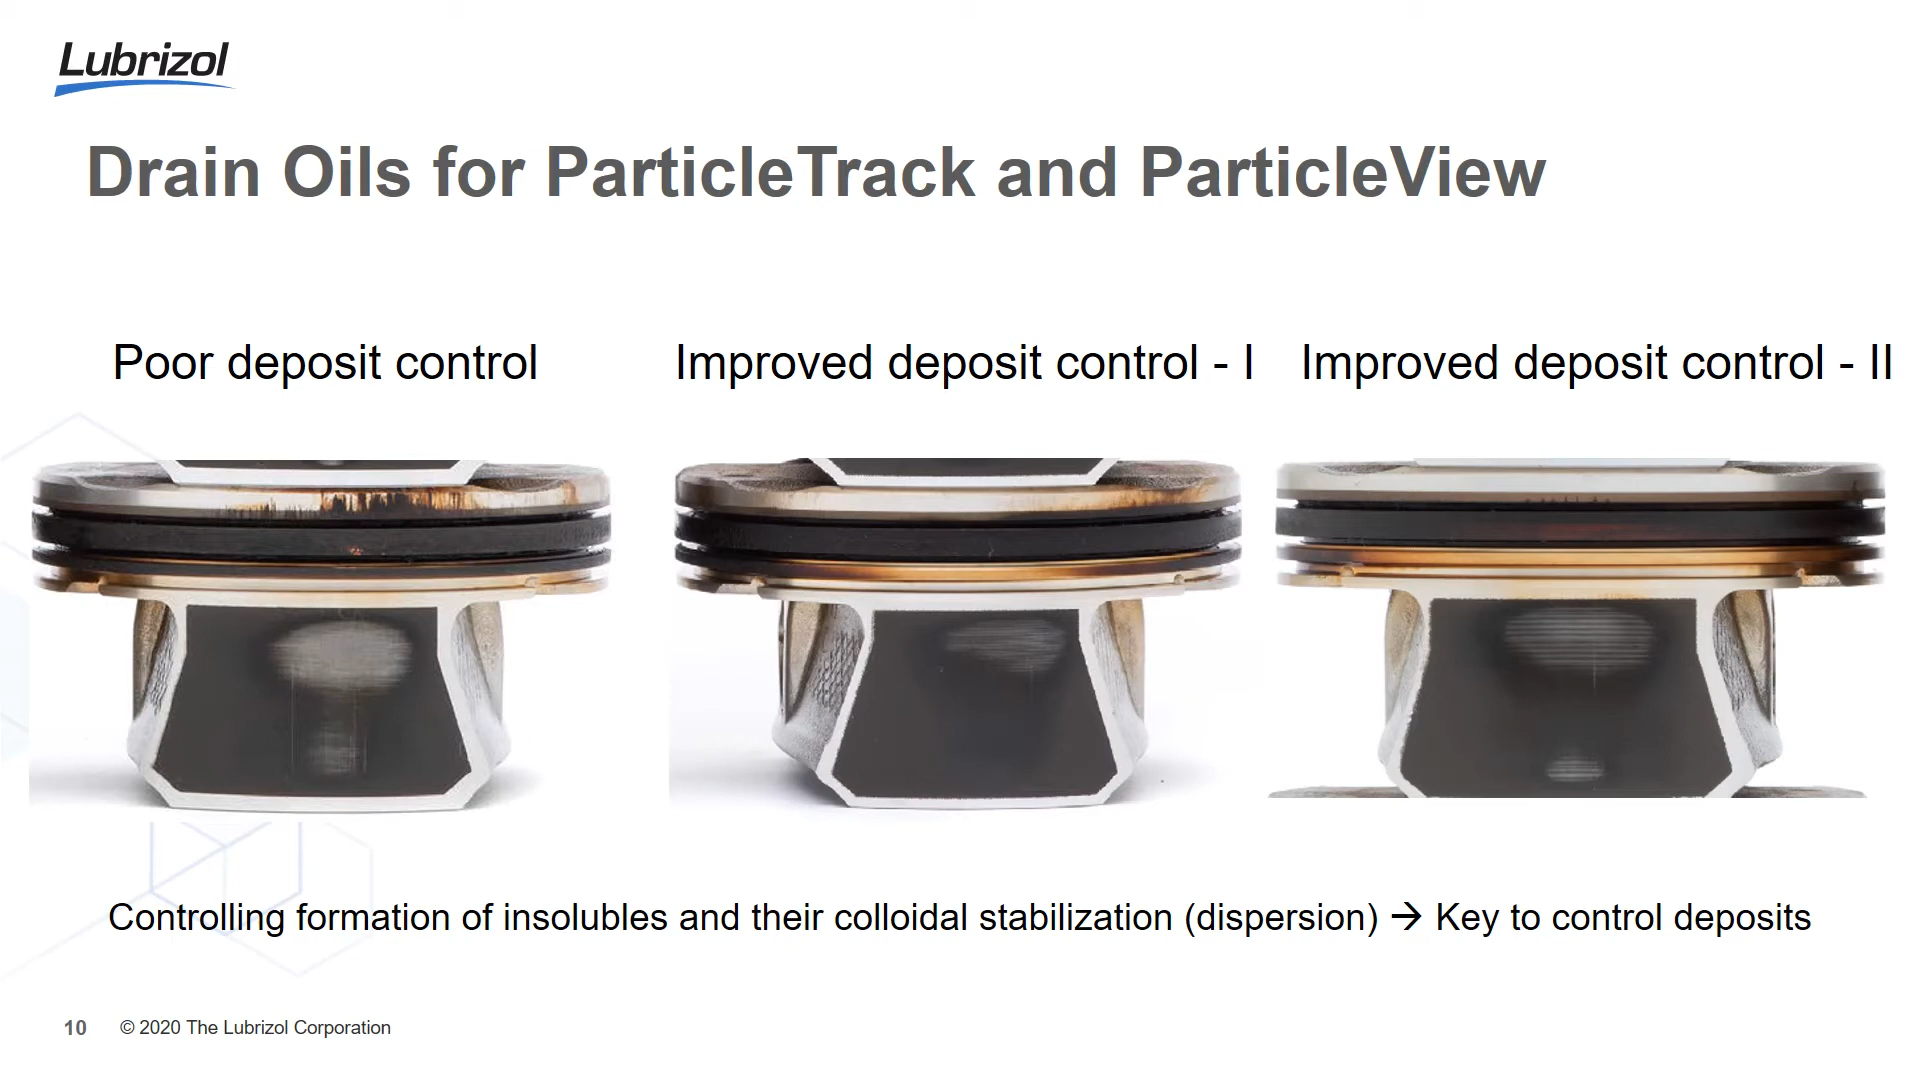 Lubrizol
Drain Oils for ParticleTrack and ParticleView
Poor deposit control
Improved deposit control - I
Improved deposit control - II
Controlling formation of insolubles and their colloidal stabilization (dispersion) → Key to control deposits
10 © 2020 The Lubrizol Corporation